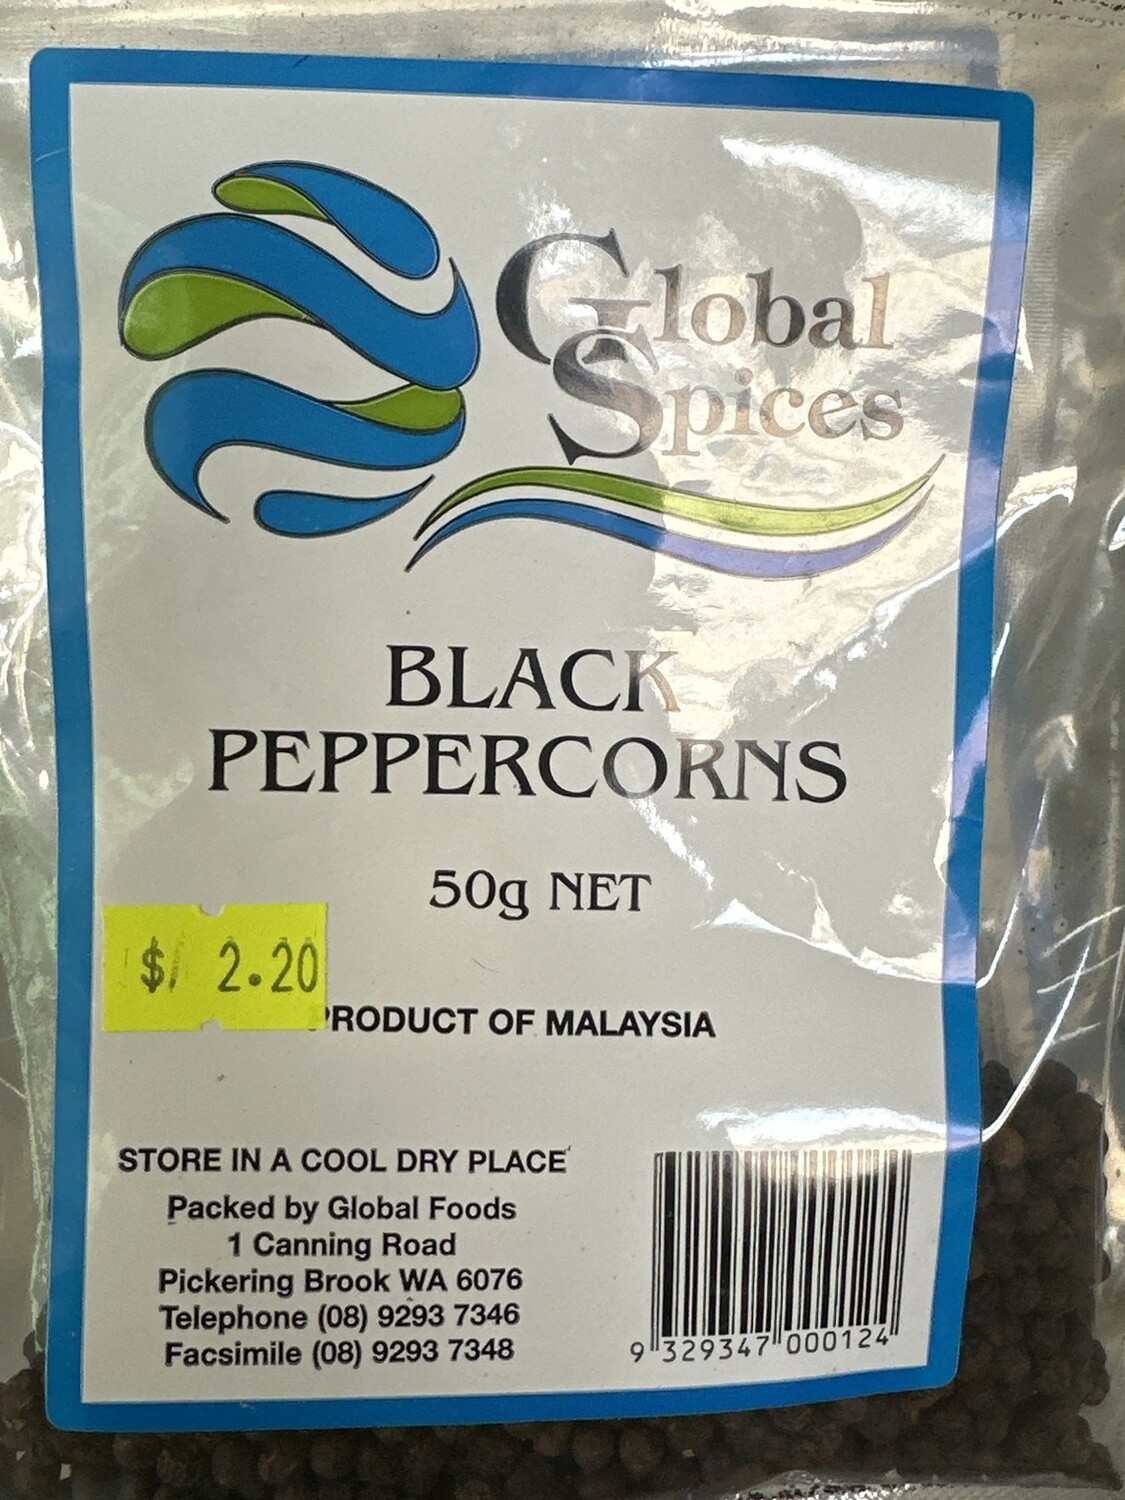 Global
Spices
BLACK
PEPPERCORNS
50g NET
$ 2.20
PRODUCT OF MALAYSIA
STORE IN A COOL DRY PLACE
Packed by Global Foods
1 Canning Road
Pickering Brook WA 6076
Telephone (08) 9293 7346
Facsimile (08) 9293 7348
9 329347 000124